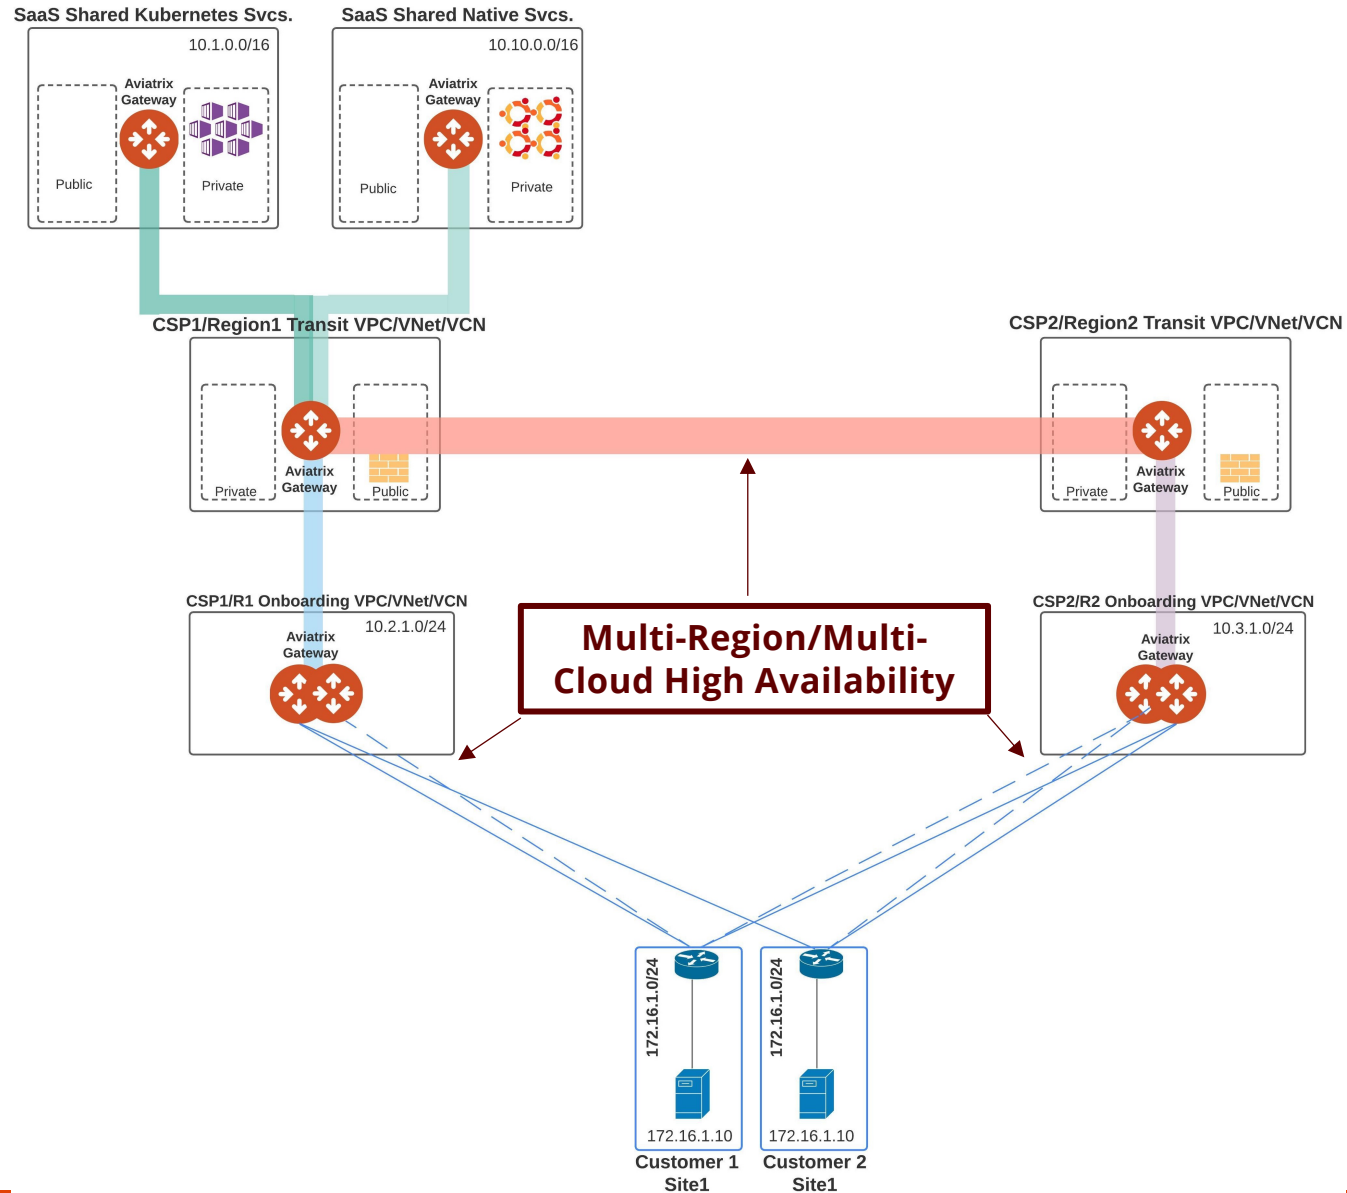 SaaS Shared Kubernetes Svcs.
SaaS Shared Native Svcs.
10.1.0.0/16
10.10.0.0/16
Aviatrix
Gateway
Public
Private
Aviatrix
Gateway
Public
Private
CSP1/Region1 Transit VPC/VNet/VCN
CSP2/Region2 Transit VPC/VNet/VCN
Private
Aviatrix
Gateway
Public
Private
Aviatrix
Gateway
Public
CSP1/R1 Onboarding VPC/VNet/VCN
10.2.1.0/24
Aviatrix
Gateway
Multi-Region/Multi-
Cloud High Availability
CSP2/R2 Onboarding VPC/VNet/VCN
10.3.1.0/24
Aviatrix
Gateway
172.16.1.0/24
172.16.1.10
Customer 1
Site1
172.16.1.0/24
172.16.1.10
Customer 2
Site1